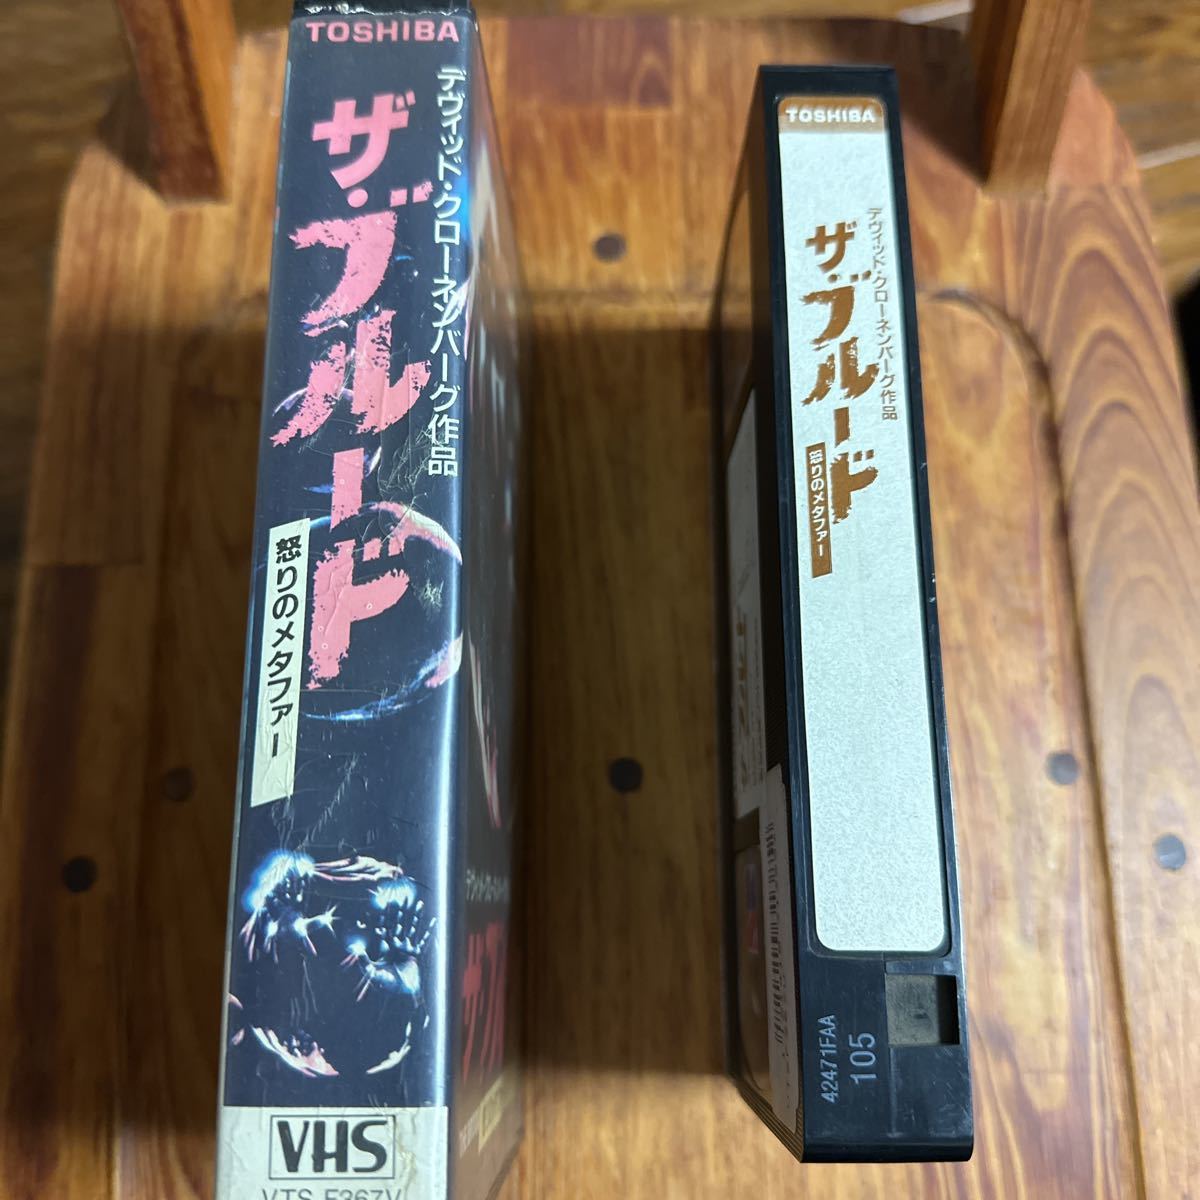 TOSHIBA
デヴィッド・クローネンバーグ作品
ザ・ブルード
怒りのメタファー
VHS
TOSHIBA
デヴィッド・クローネンバーグ作品
ザ・ブルード
怒りのメタファー
42471FAA
105